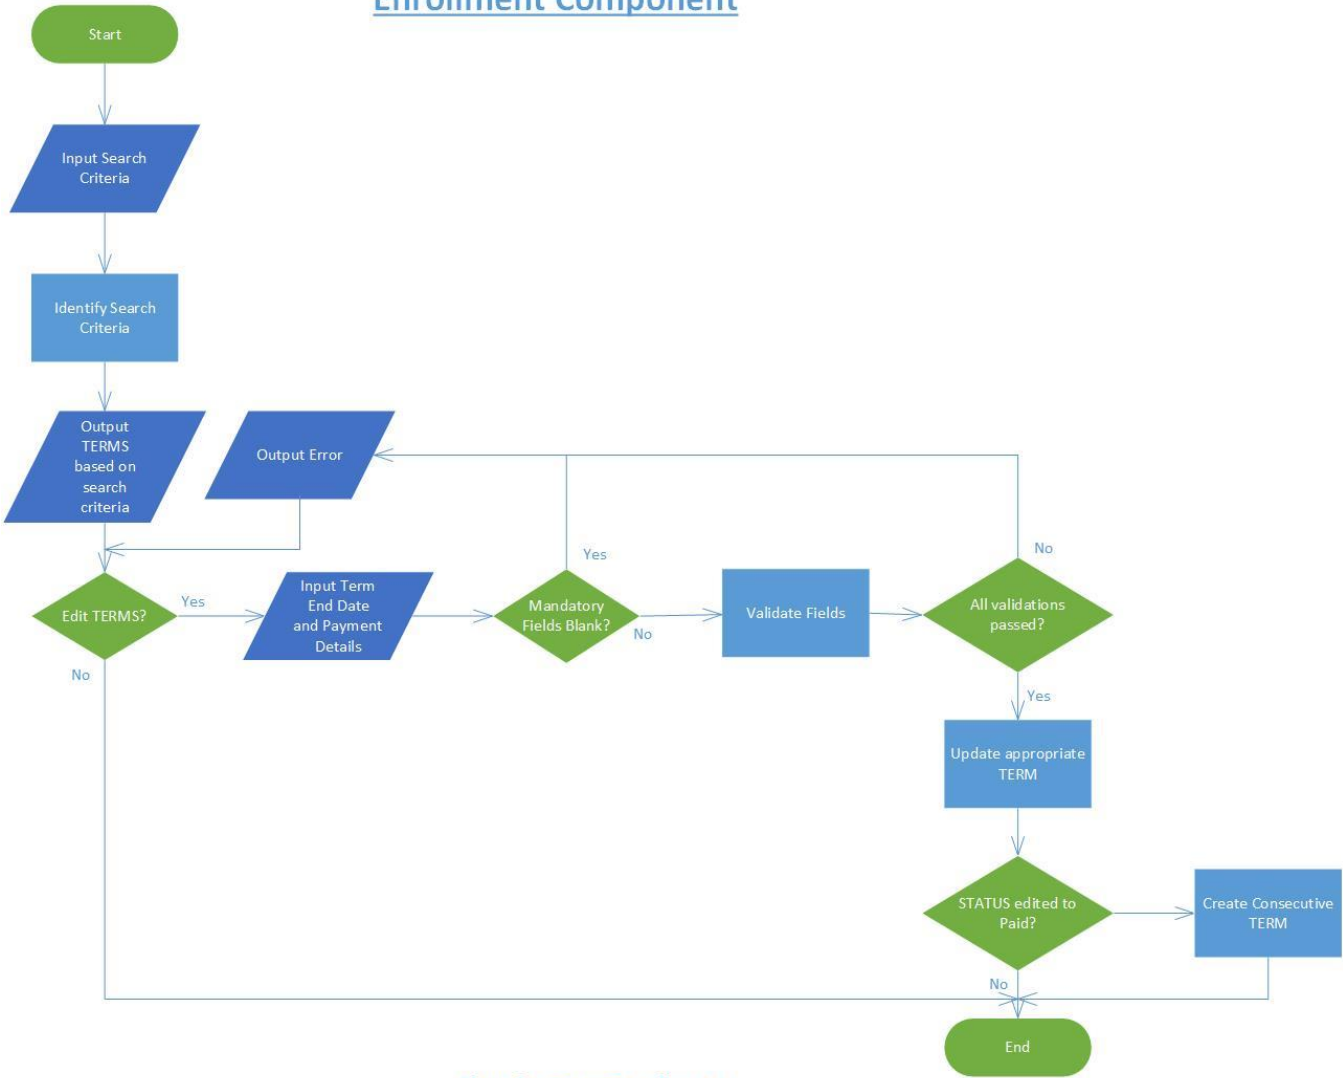 Enrollment Component
Start
Input Search
Criteria
Identify Search
Criteria
Output
TERMS
based on
search
criteria
Output Error
Edit TERMS?
Yes
No
Input Term
End Date
and Payment
Details
Mandatory
Fields Blank?
Yes
No
Validate Fields
All validations
passed?
No
Yes
Update appropriate
TERM
STATUS edited to
Paid?
No
Create Consecutive
TERM
End